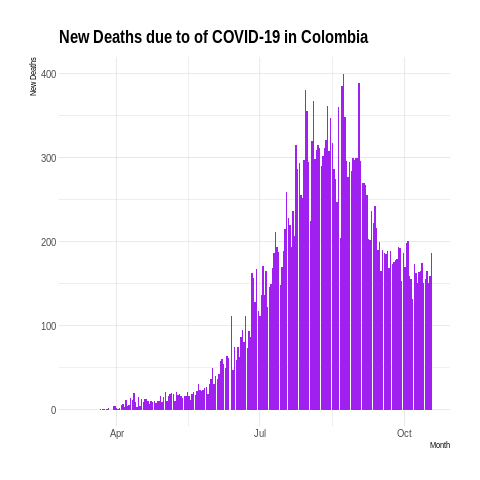 New Deaths due to of COVID-19 in Colombia
New Deaths
400
300
200
100
0
Apr
Jul
Oct
Month